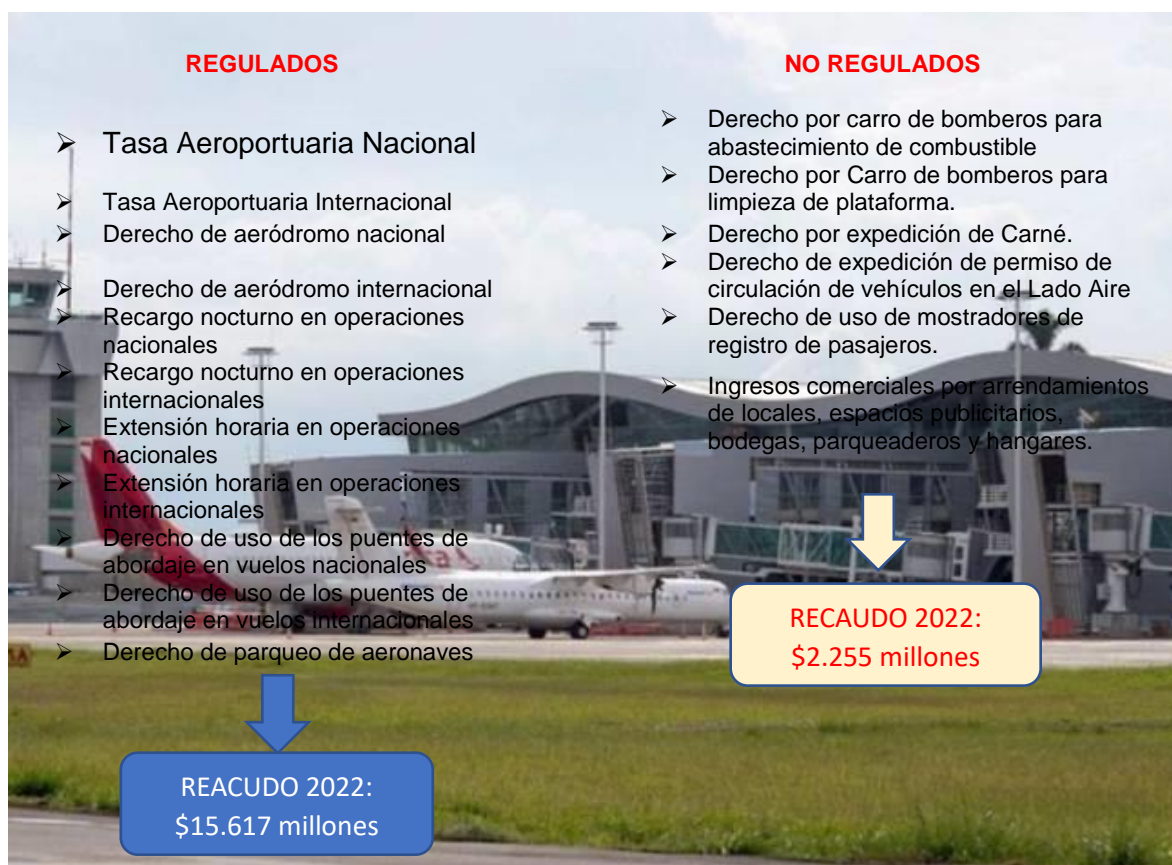 REGULADOS
➢ Tasa Aeroportuaria Nacional
➢ Tasa Aeroportuaria Internacional
➢ Derecho de aeródromo nacional
➢ Derecho de aeródromo internacional
➢ Recargo nocturno en operaciones
nacionales
➢ Recargo nocturno en operaciones
internacionales
➢ Extensión horaria en operaciones
nacionales
➢ Extensión horaria en operaciones
internacionales
➢ Derecho de uso de los puentes de
abordaje en vuelos nacionales
➢ Derecho de uso de los puentes de
abordaje en vuelos internacionales
➢ Derecho de parqueo de aeronaves
REACUDO 2022:
$15.617 millones
NO REGULADOS
➢ Derecho por carro de bomberos para
abastecimiento de combustible
➢ Derecho por Carro de bomberos para
limpieza de plataforma.
➢ Derecho por expedición de Carné.
➢ Derecho de expedición de permiso de
circulación de vehículos en el Lado Aire
➢ Derecho de uso de mostradores de
registro de pasajeros.
➢ Ingresos comerciales por arrendamientos
de locales, espacios publicitarios,
bodegas, parqueaderos y hangares.
RECAUDO 2022:
$2.255 millones